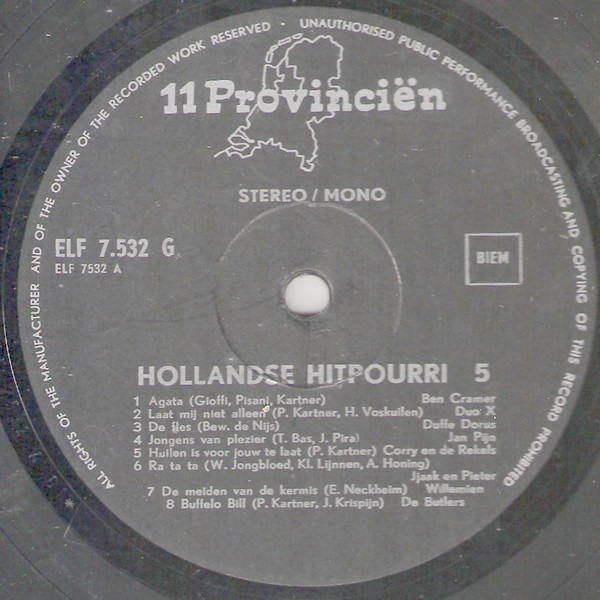 ALL RIGHTS OF THE MANUFACTURER AND OF THE OWNER OF THE RECORDED WORK RESERVED · UNAUTHORISED PUBLIC PERFORMANCE BROADCASTING AND COPYING OF THIS RECORD PROHIBITED
11 Provinciën
STEREO / MONO
ELF 7.532 G
ELF 7532 A
BIEM
HOLLANDSE HITPOURRI 5
1 Agata (Gioffi, Pisani, Kartner) Ben Cramer
2 Laat mij niet alleen (P. Kartner, H. Voskuilen) Duo X
3 De fles (Bew. de Nijs) Duffe Dorus
4 Jongens van plezier (T. Bas, J. Pira) Jan Pijn
5 Huilen is voor jouw te laat (P. Kartner) Corry en de Rekels
6 Ra ta ta (W. Jongbloed, Kl. Lijnnen, A. Honing)
Jjaak en Pieter
7 De meiden van de kermis (E. Neckheim) Willemien
8 Buffelo Bill (P. Kartner, J. Krispijn) De Butlers